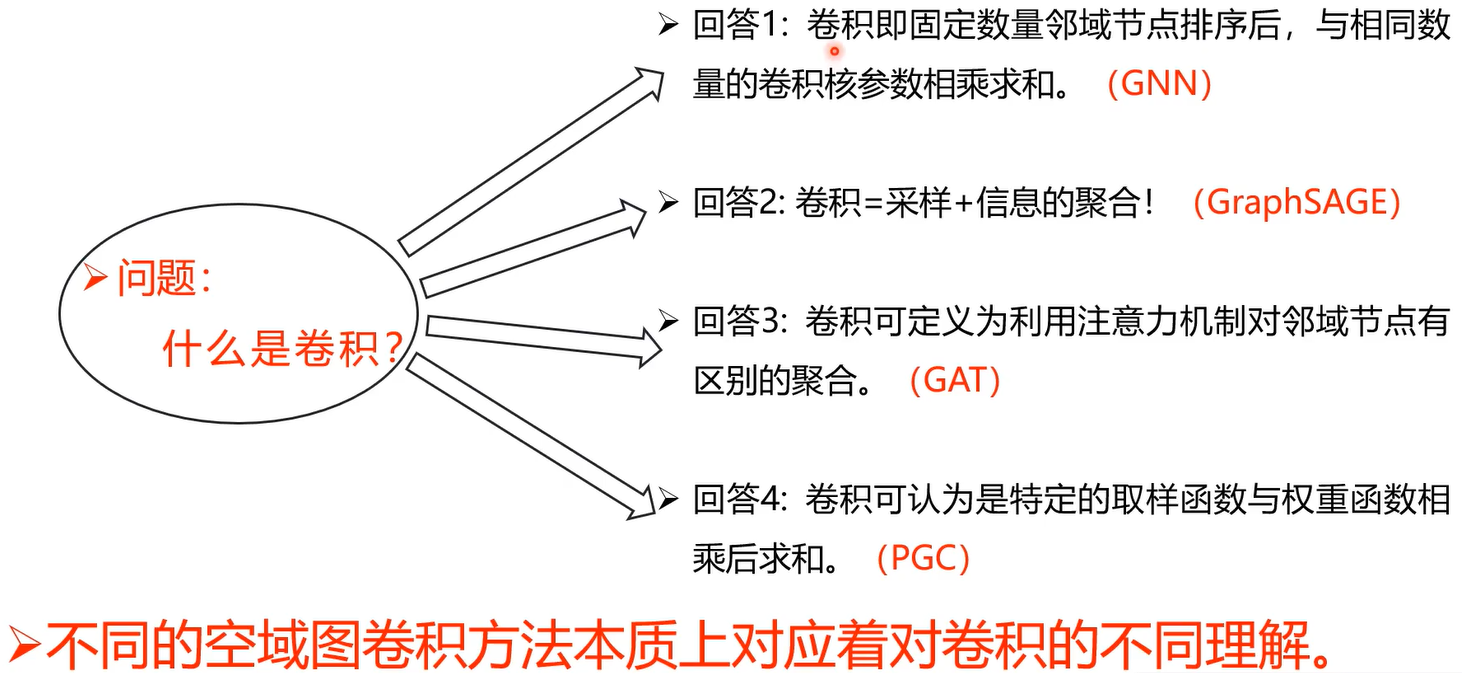 回答1：卷积即固定数量邻域节点排序后，与相同数
量的卷积核参数相乘求和。（GNN）
回答2: 卷积=采样+信息的聚合！（GraphSAGE）
问题：
什么是卷积？
回答3：卷积可定义为利用注意力机制对邻域节点有
区别的聚合。（GAT）
回答4：卷积可认为是特定的取样函数与权重函数相
乘后求和。（PGC）
不同的空域图卷积方法本质上对应着对卷积的不同理解。